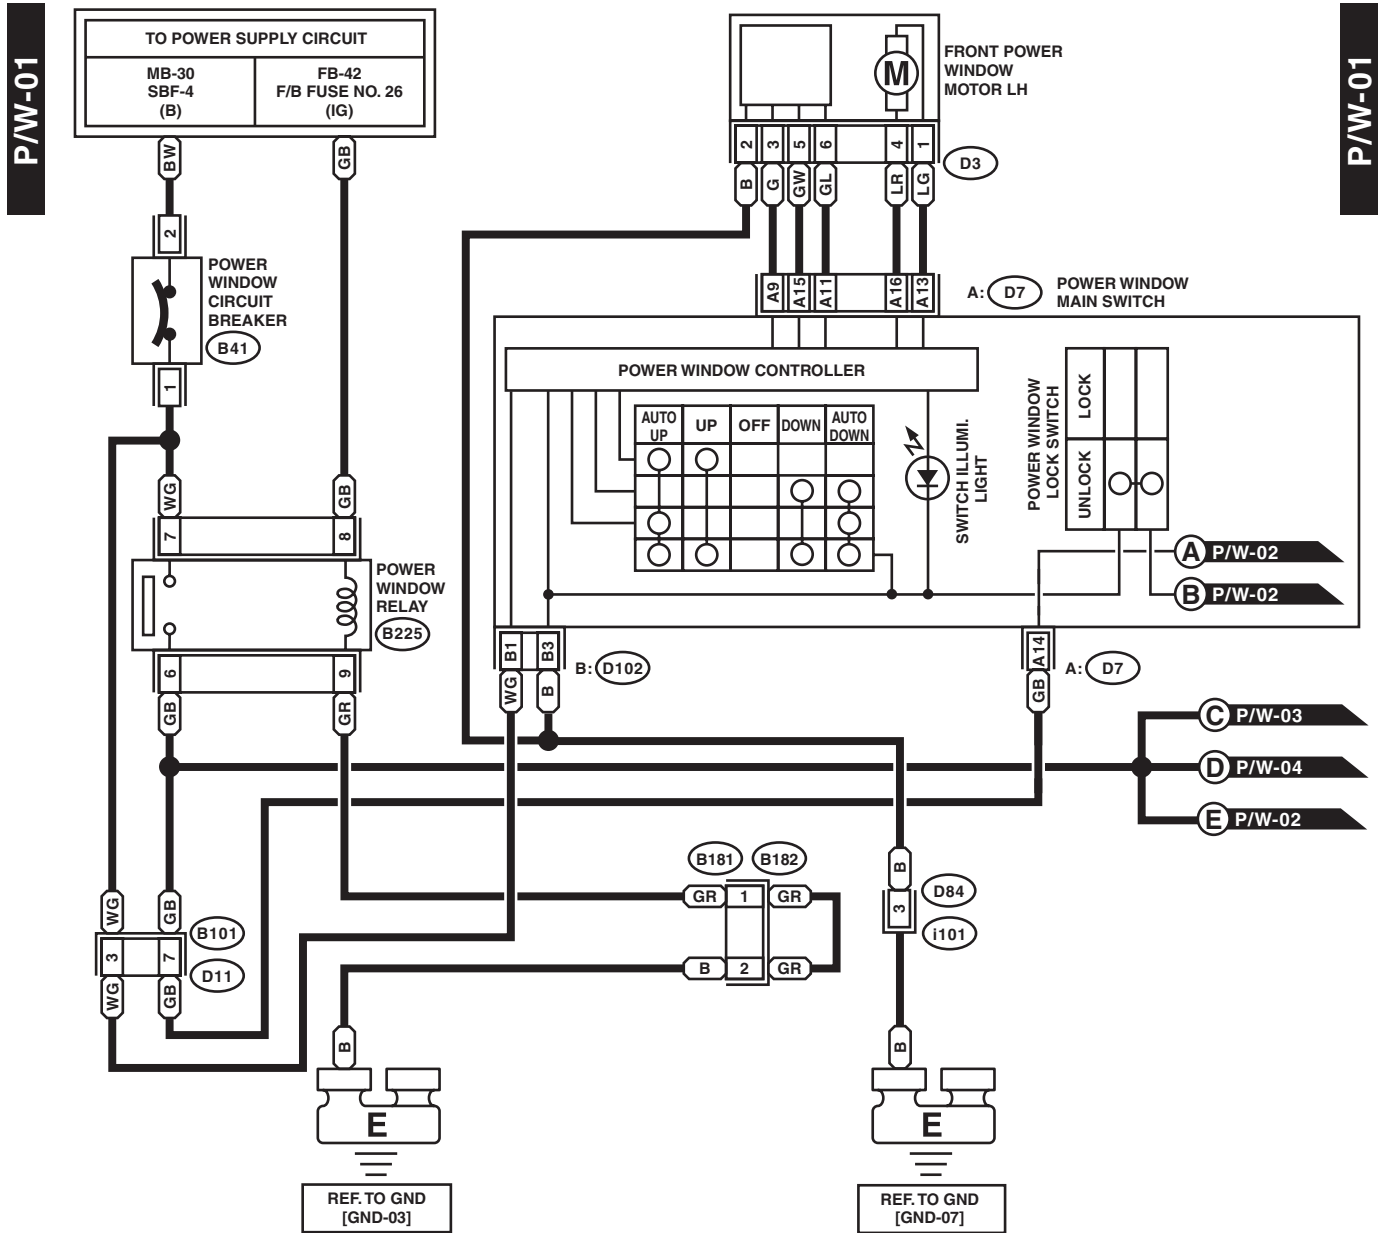 P/W-01
P/W-01
TO POWER SUPPLY CIRCUIT
MB-30
SBF-4
(B)
FB-42
F/B FUSE NO. 26
(IG)
BW
GB
2
POWER
WINDOW
CIRCUIT
BREAKER
B41
1
WG
GB
7
8
POWER
WINDOW
RELAY
B225
6
9
GB
GR
M
FRONT POWER
WINDOW
MOTOR LH
2 3 5 6 4 1
D3
B G GW GL LR LG
A9 A15 A11 A16 A13
A: D7
POWER WINDOW
MAIN SWITCH
POWER WINDOW CONTROLLER
AUTO
UP
UP
OFF
DOWN
AUTO
DOWN
SWITCH ILLUMI.
LIGHT
POWER WINDOW
LOCK SWITCH
LOCK
UNLOCK
A P/W-02
B P/W-02
B1 B3
B: D102
WG B
A14
A: D7
GB
C P/W-03
D P/W-04
E P/W-02
B181 B182
GR 1 GR
B 2 GR
B
3
D84
i101
WG GB
B101
3 7
D11
WG GB
B
B
E
E
REF. TO GND
[GND-03]
REF. TO GND
[GND-07]